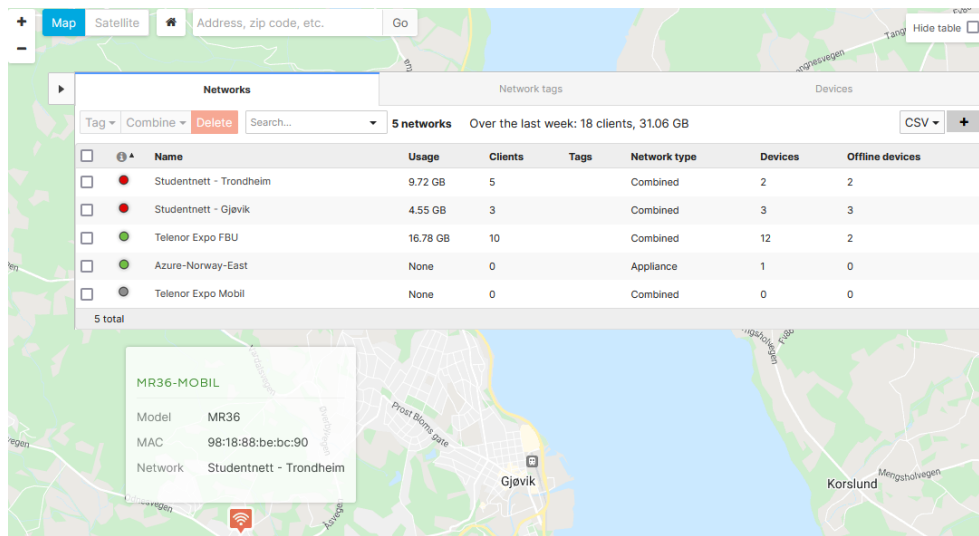 + Map Satellite Address, zip code, etc. Go
− Hide table
Networks Network tags Devices
Tag Combine Delete Search... 5 networks Over the last week: 18 clients, 31.06 GB CSV +
Name Usage Clients Tags Network type Devices Offline devices
Studentnett - Trondheim 9.72 GB 5 Combined 2 2
Studentnett - Gjøvik 4.55 GB 3 Combined 3 3
Telenor Expo FBU 16.78 GB 10 Combined 12 2
Azure-Norway-East None 0 Appliance 1 0
Telenor Expo Mobil None 0 Combined 0 0
5 total
MR36-MOBIL
Model MR36
MAC 98:18:88:be:bc:90
Network Studentnett - Trondheim
Prost Bloms gate
Gjøvik
Mengsholvegen
Korslund
Åsvegen